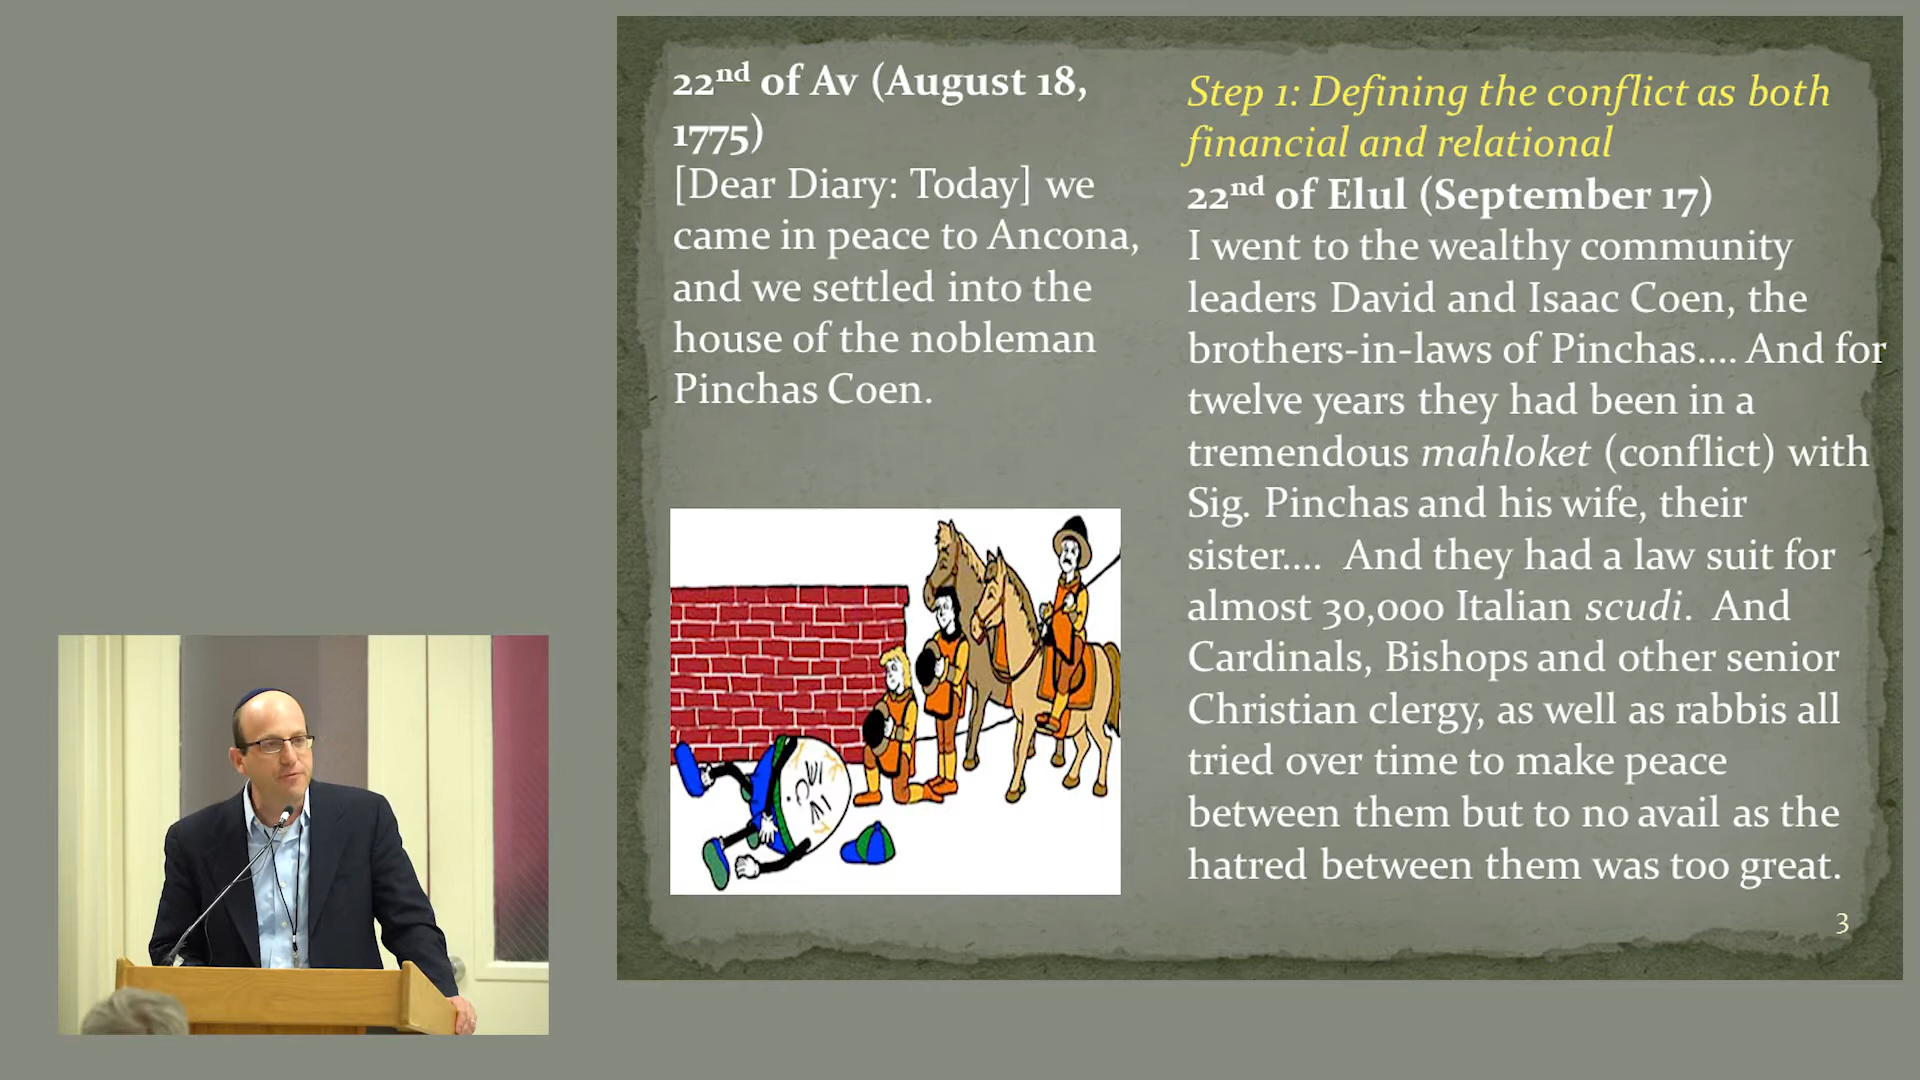 22nd of Av (August 18,
1775)
[Dear Diary: Today] we
came in peace to Ancona,
and we settled into the
house of the nobleman
Pinchas Coen.
Step 1: Defining the conflict as both
financial and relational
22nd of Elul (September 17)
I went to the wealthy community
leaders David and Isaac Coen, the
brothers-in-laws of Pinchas.... And for
twelve years they had been in a
tremendous mahloket (conflict) with
Sig. Pinchas and his wife, their
sister....  And they had a law suit for
almost 30,000 Italian scudi.  And
Cardinals, Bishops and other senior
Christian clergy, as well as rabbis all
tried over time to make peace
between them but to no avail as the
hatred between them was too great.
3